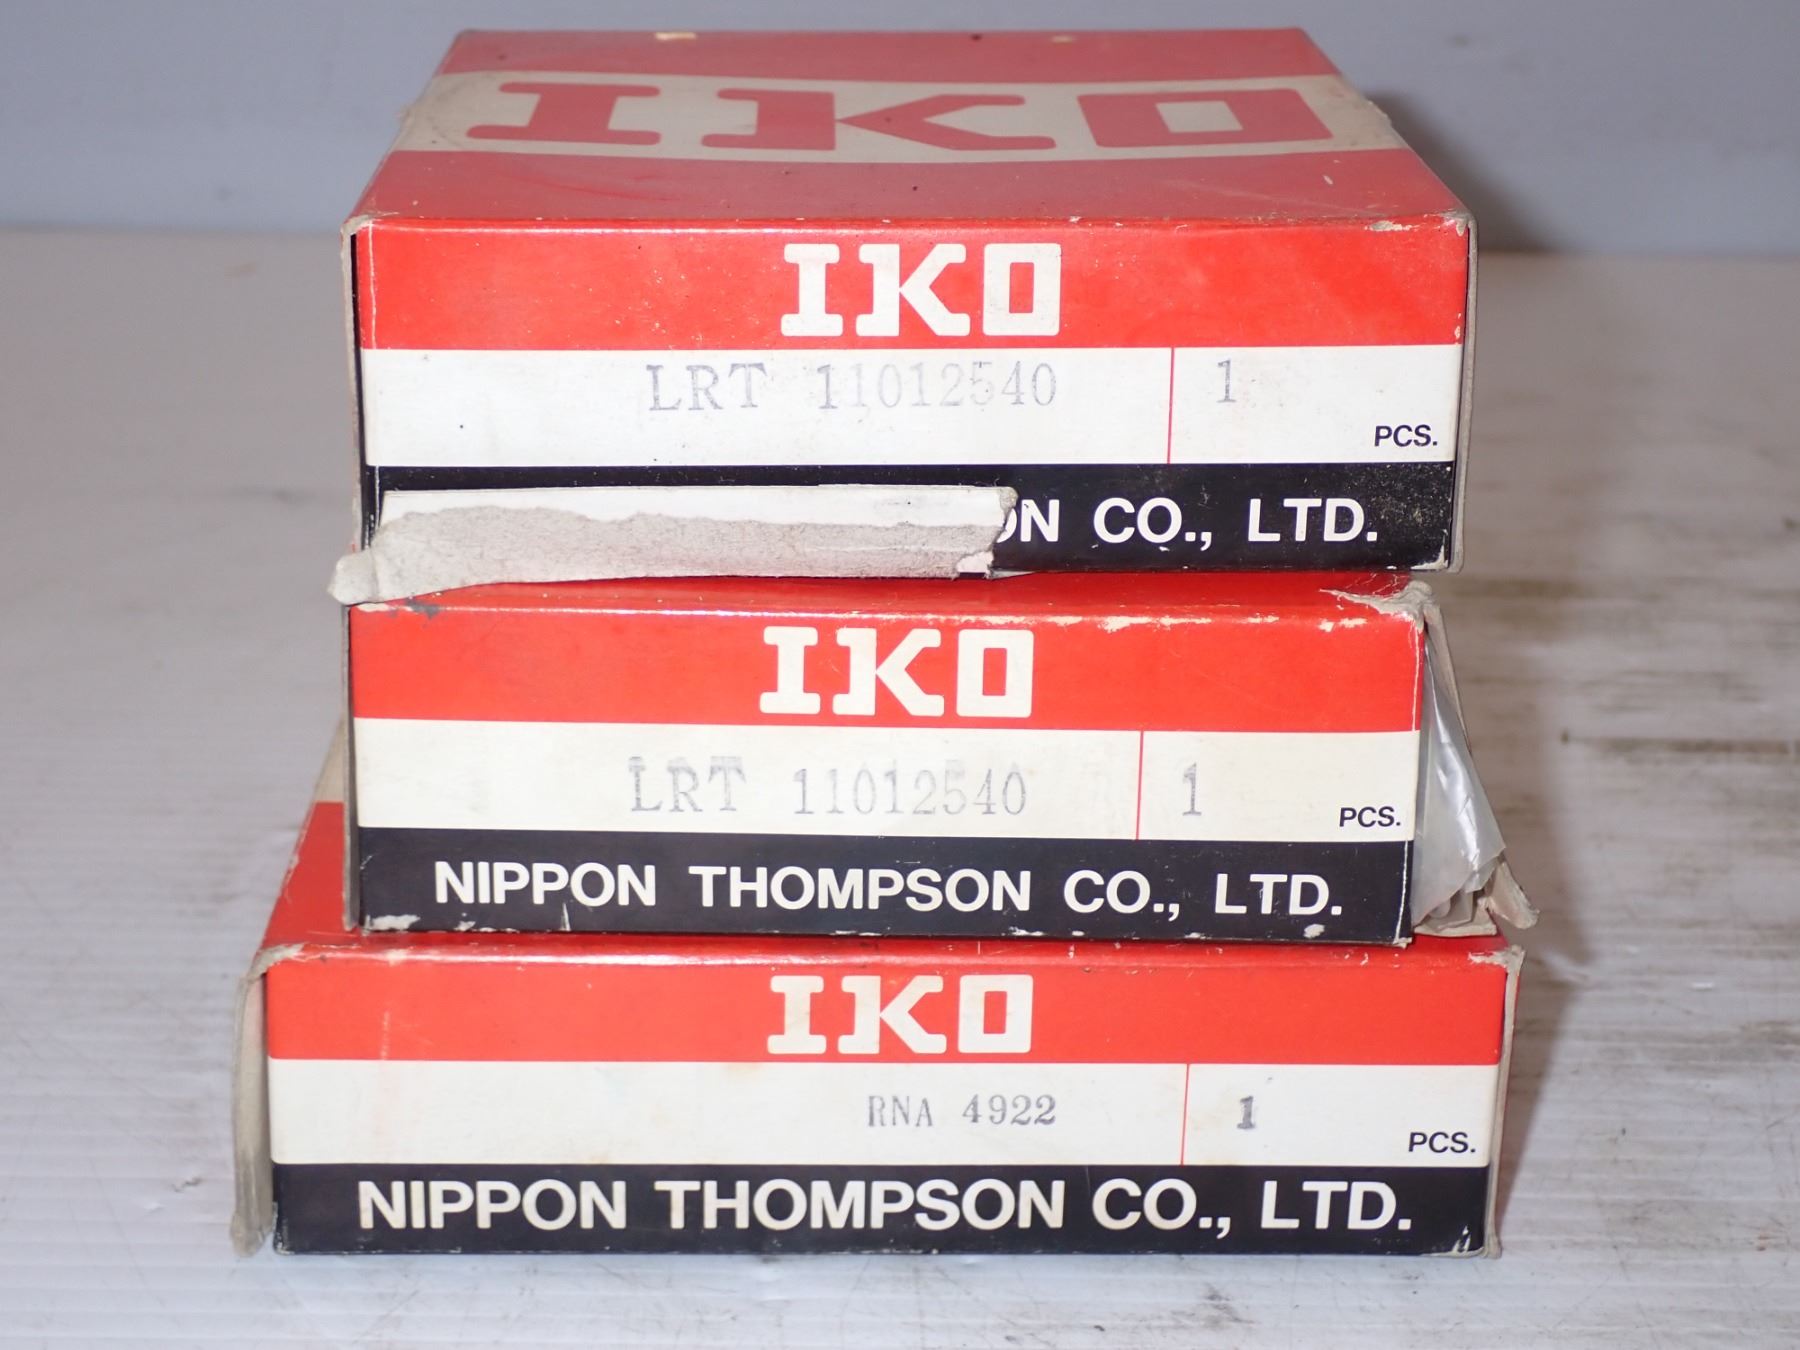 IKO
IKO
LRT 11012540 1
PCS.
CO., LTD.
IKO
LRT 11012540 1
PCS.
NIPPON THOMPSON CO., LTD.
IKO
RNA 4922 1
PCS.
NIPPON THOMPSON CO., LTD.